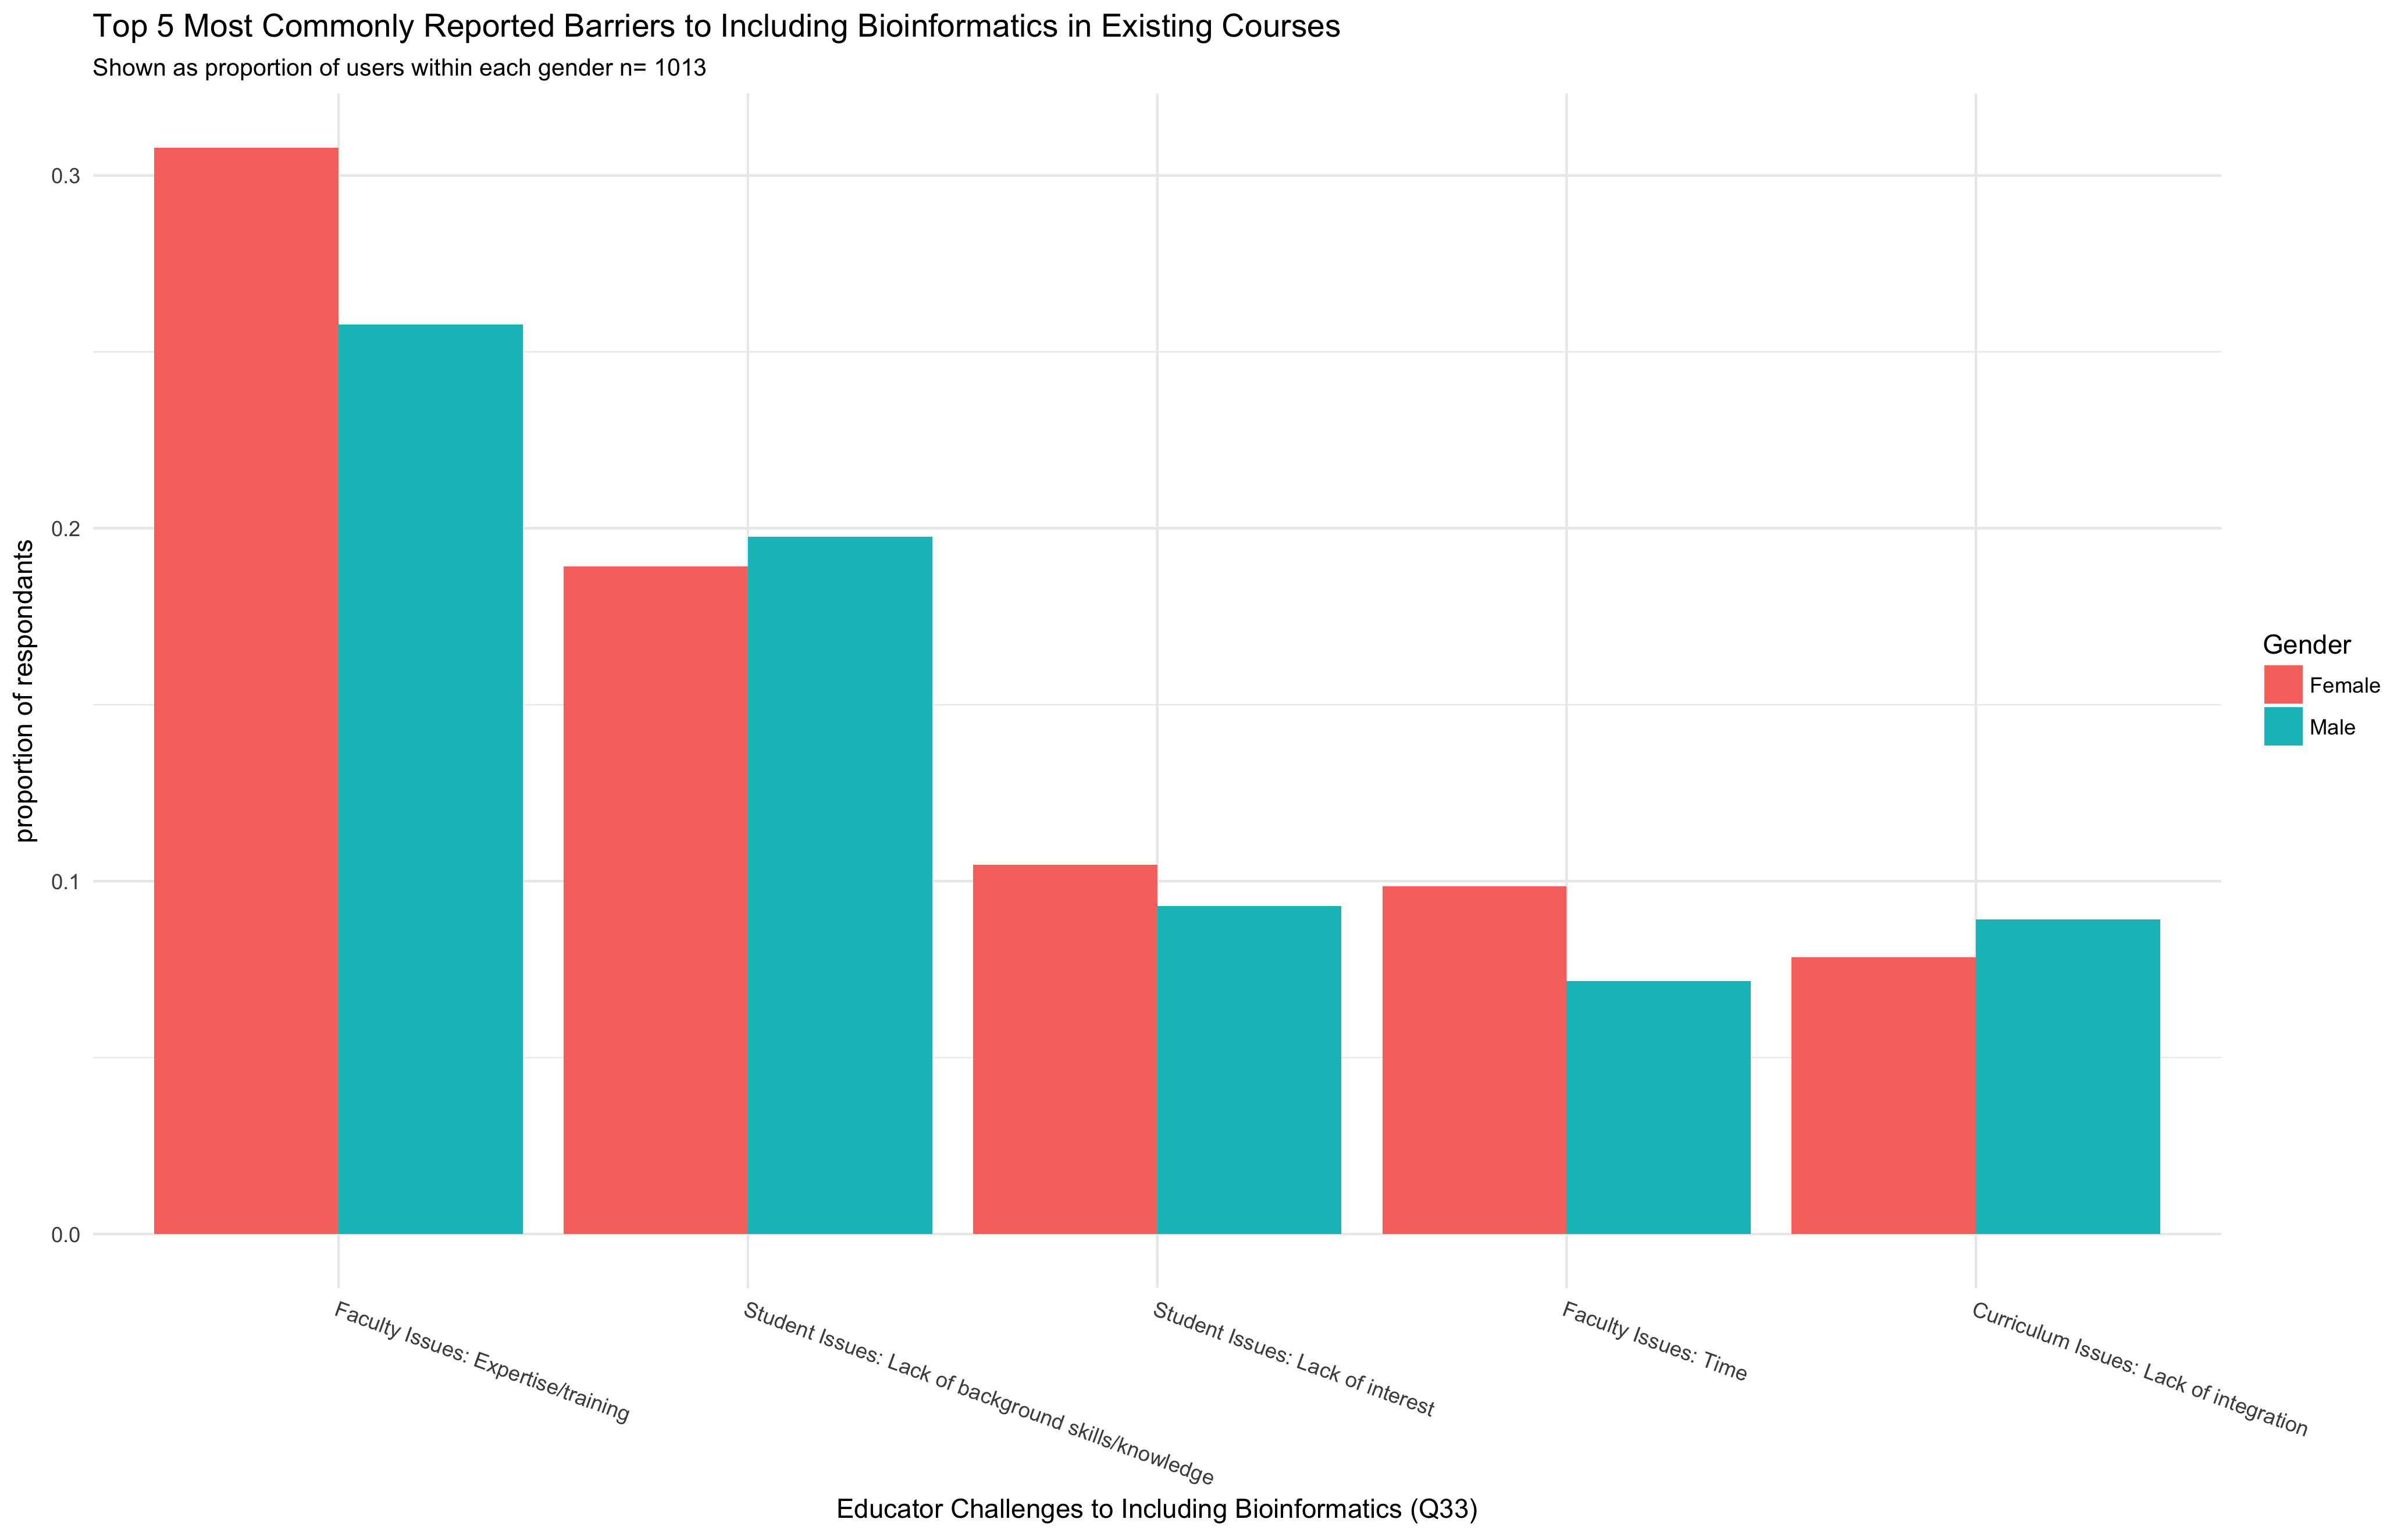 Top 5 Most Commonly Reported Barriers to Including Bioinformatics in Existing Courses
Shown as proportion of users within each gender n= 1013
proportion of respondants
0.3
0.2
0.1
0.0
Faculty Issues: Expertise/training
Student Issues: Lack of background skills/knowledge
Student Issues: Lack of interest
Faculty Issues: Time
Curriculum Issues: Lack of integration
Educator Challenges to Including Bioinformatics (Q33)
Gender
Female
Male